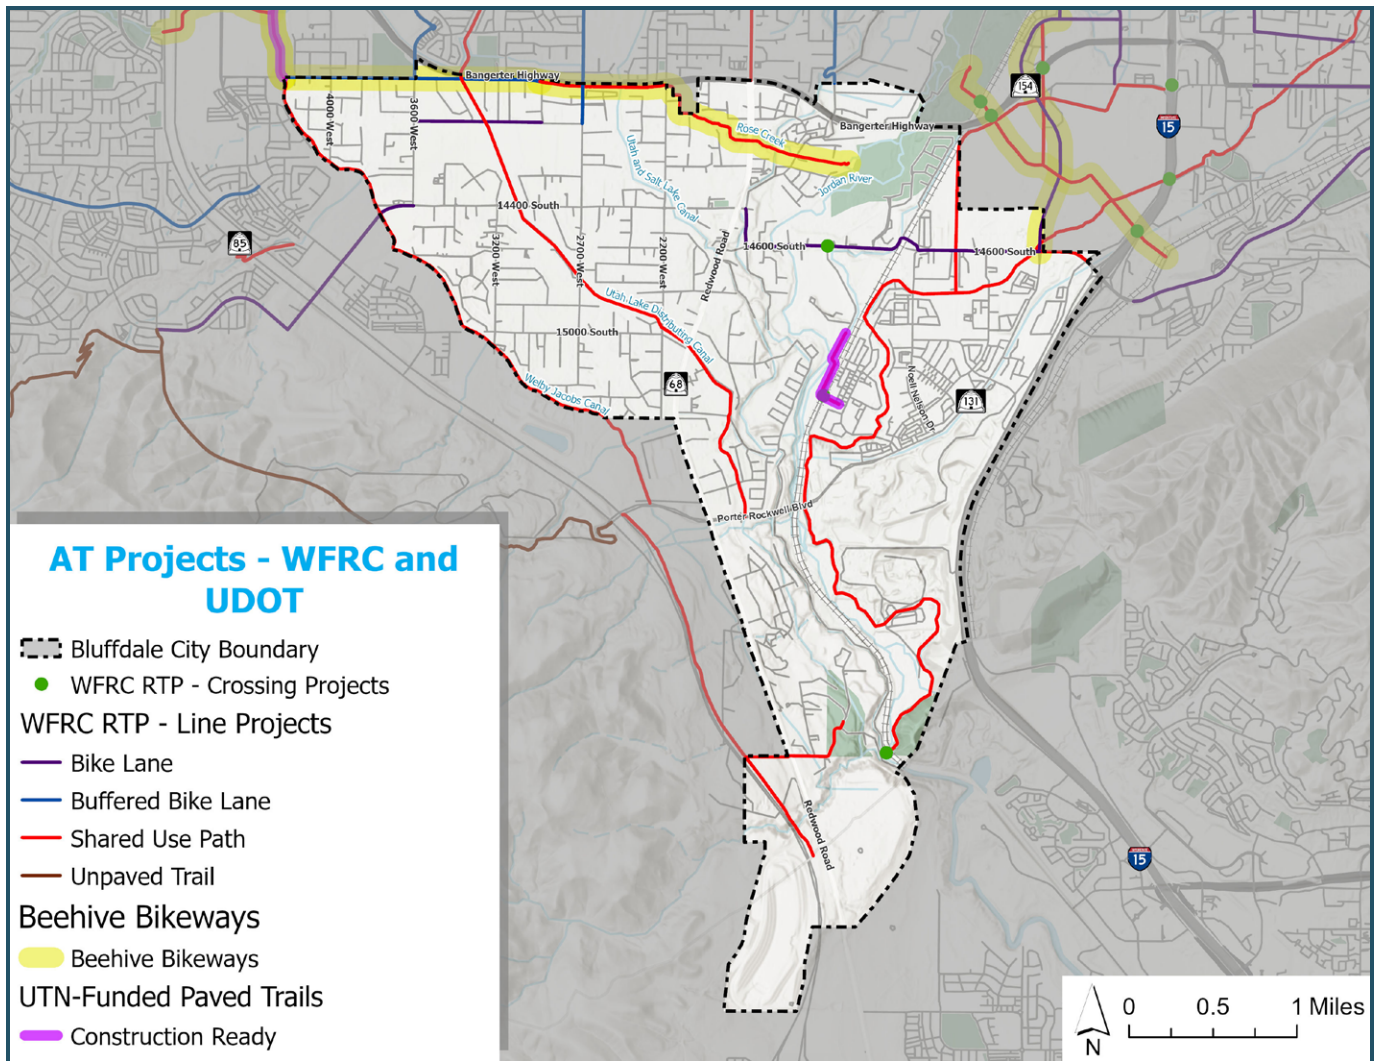 Bangerter Highway
154
15
4000 West
3600 West
Rose Creek
Bangerter Highway
Utah and Salt Lake Canal
Jordan River
14400 South
85
3200 West
2700 West
2200 West
Redwood Road
14600 South
14600 South
Utah Lake Distributing Canal
15000 South
Welby Jacobs Canal
68
Noell Nelson Dr
131
Porter Rockwell Blvd
Redwood Road
15
AT Projects - WFRC and
UDOT
Bluffdale City Boundary
WFRC RTP - Crossing Projects
WFRC RTP - Line Projects
Bike Lane
Buffered Bike Lane
Shared Use Path
Unpaved Trail
Beehive Bikeways
Beehive Bikeways
UTN-Funded Paved Trails
Construction Ready
N
0 0.5 1 Miles